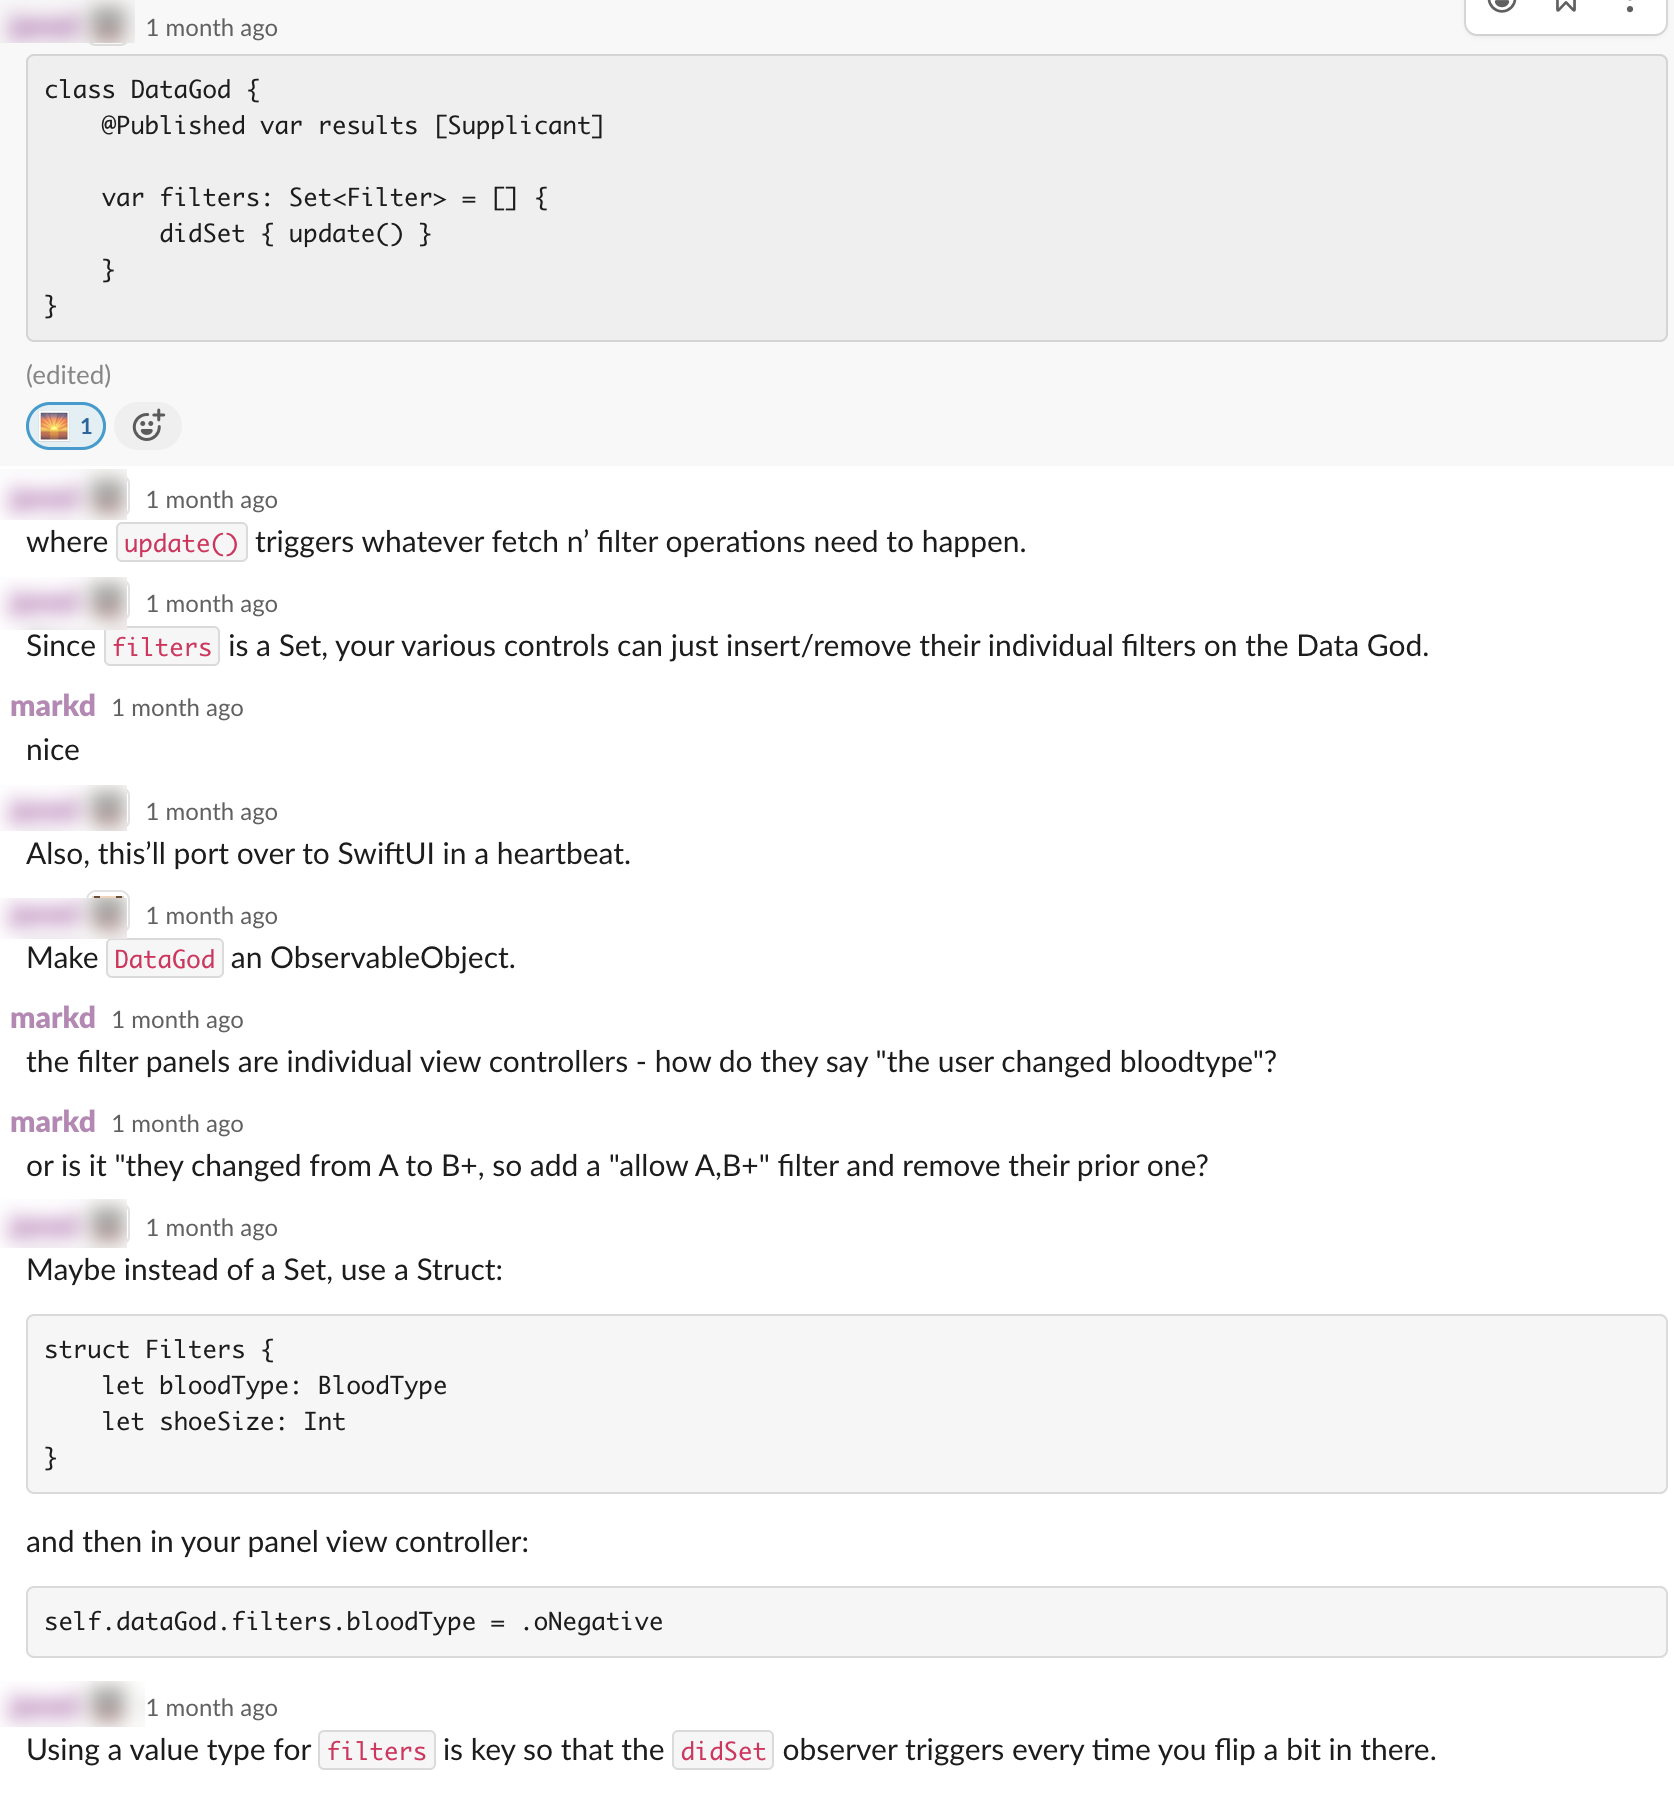 1 month ago
class DataGod {
    @Published var results [Supplicant]

    var filters: Set<Filter> = [] {
        didSet { update() }
    }
}
(edited)
1
1 month ago
where update() triggers whatever fetch n’ filter operations need to happen.
1 month ago
Since filters is a Set, your various controls can just insert/remove their individual filters on the Data God.
markd 1 month ago
nice
1 month ago
Also, this’ll port over to SwiftUI in a heartbeat.
1 month ago
Make DataGod an ObservableObject.
markd 1 month ago
the filter panels are individual view controllers - how do they say "the user changed bloodtype"?
markd 1 month ago
or is it "they changed from A to B+, so add a "allow A,B+" filter and remove their prior one?
1 month ago
Maybe instead of a Set, use a Struct:
struct Filters {
    let bloodType: BloodType
    let shoeSize: Int
}
and then in your panel view controller:
self.dataGod.filters.bloodType = .oNegative
1 month ago
Using a value type for filters is key so that the didSet observer triggers every time you flip a bit in there.